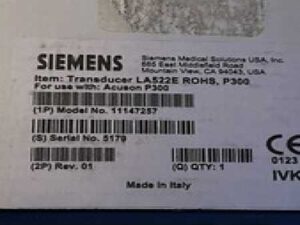 SIEMENS
Siemens Medical Solutions USA, Inc.
685 East Middlefield Road
Mountain View, CA 94043, USA
Item: Transducer LA522E ROHS, P300
For use with: Acuson P300
(1P) Model No. 11147257
(S) Serial No. 5179
(2P) Rev. 01
(Q) QTY: 1
CE
0123
IVK
Made in Italy